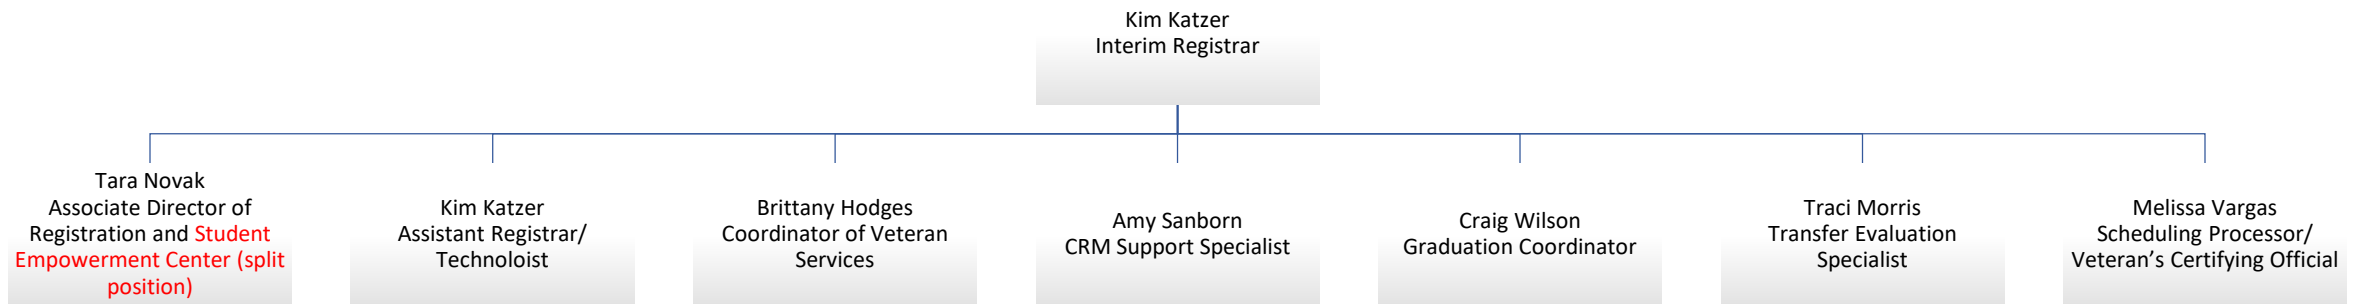 Kim Katzer
Interim Registrar
Tara Novak
Associate Director of
Registration and Student
Empowerment Center (split
position)
Kim Katzer
Assistant Registrar/
Technoloist
Brittany Hodges
Coordinator of Veteran
Services
Amy Sanborn
CRM Support Specialist
Craig Wilson
Graduation Coordinator
Traci Morris
Transfer Evaluation
Specialist
Melissa Vargas
Scheduling Processor/
Veteran’s Certifying Official